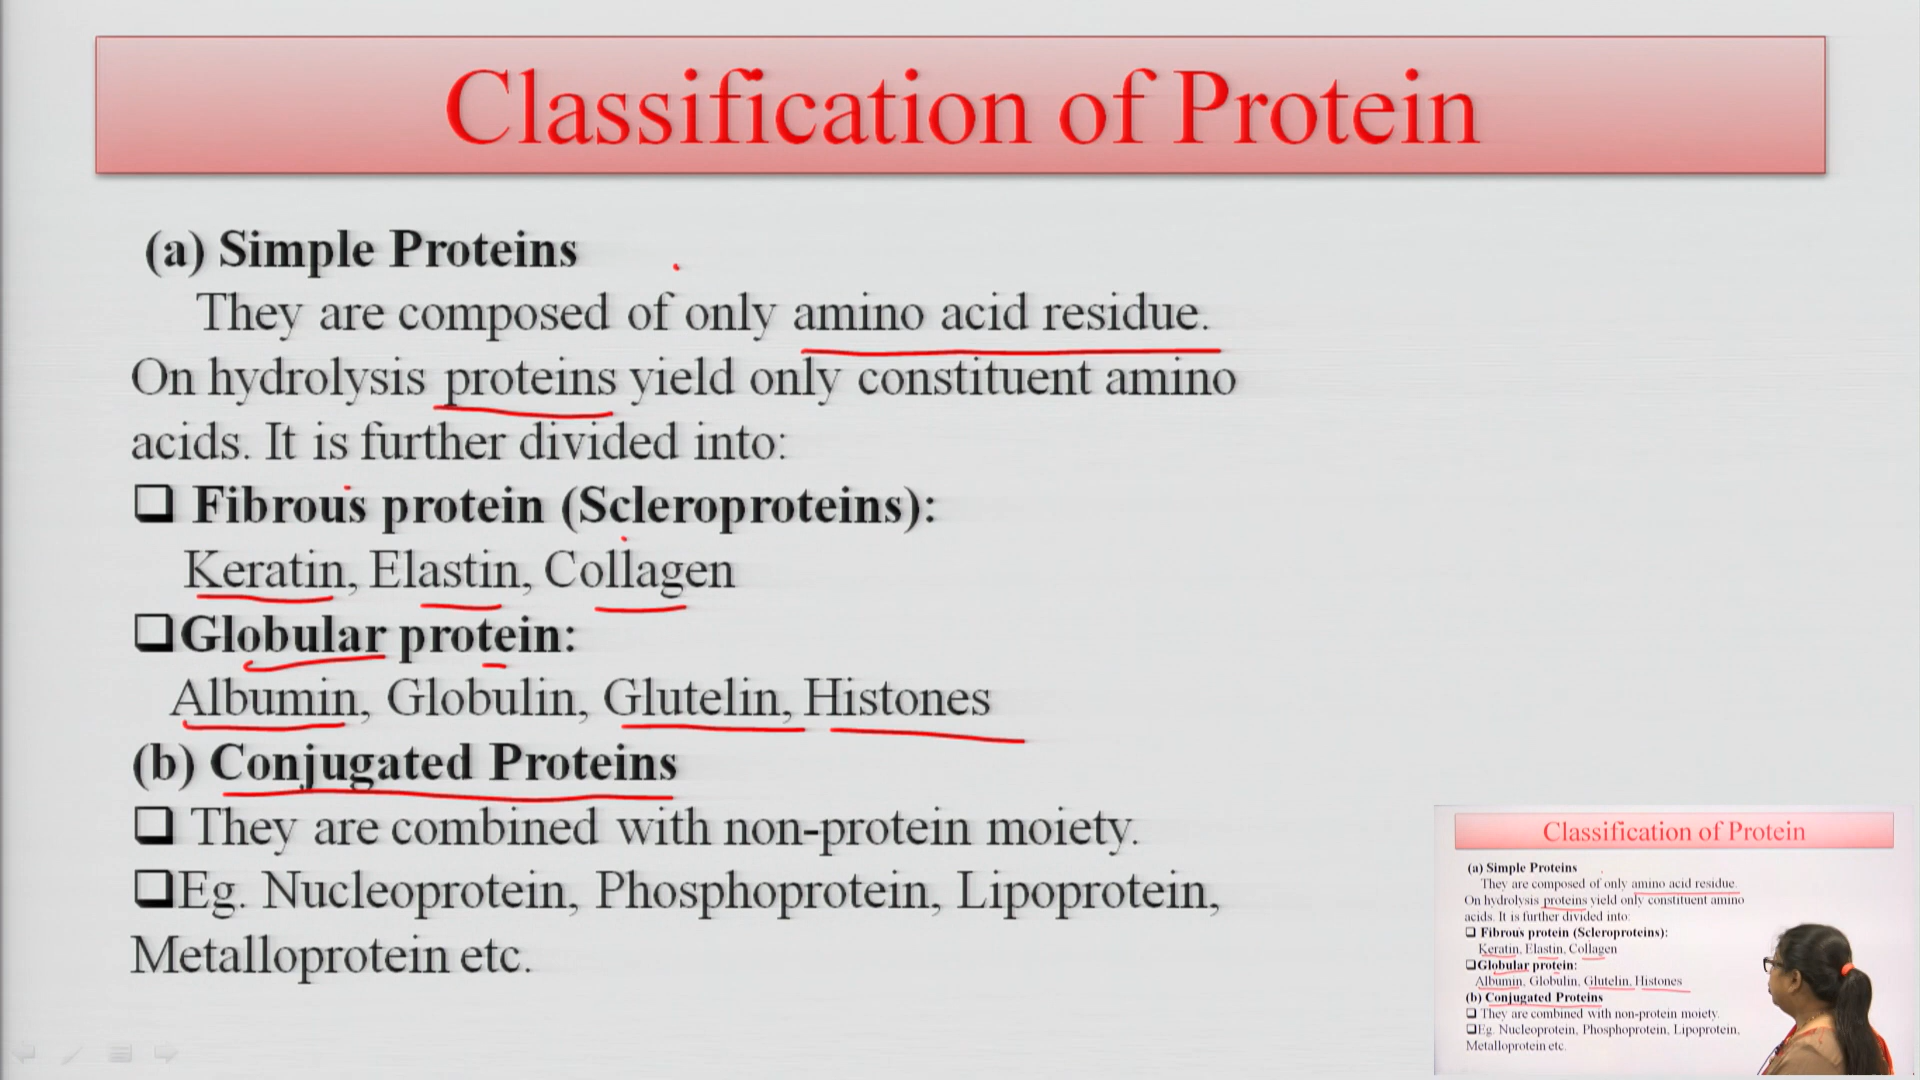 Classification of Protein
(a) Simple Proteins
They are composed of only amino acid residue.
On hydrolysis proteins yield only constituent amino
acids. It is further divided into:
❑ Fibrous protein (Scleroproteins):
Keratin, Elastin, Collagen
❑Globular protein:
Albumin, Globulin, Glutelin, Histones
(b) Conjugated Proteins
❑ They are combined with non-protein moiety.
❑Eg. Nucleoprotein, Phosphoprotein, Lipoprotein,
Metalloprotein etc.
Classification of Protein
(a) Simple Proteins
They are composed of only amino acid residue.
On hydrolysis proteins yield only constituent amino
acids. It is further divided into:
❑ Fibrous protein (Scleroproteins):
Keratin, Elastin, Collagen
❑Globular protein:
Albumin, Globulin, Glutelin, Histones
(b) Conjugated Proteins
❑ They are combined with non-protein moiety.
❑Eg. Nucleoprotein, Phosphoprotein, Lipoprotein,
Metalloprotein etc.